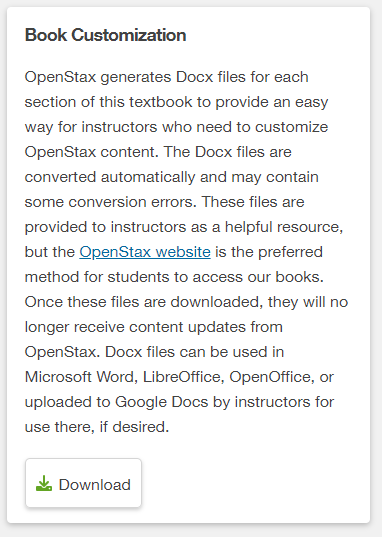 Book Customization
OpenStax generates Docx files for each
section of this textbook to provide an easy
way for instructors who need to customize
OpenStax content. The Docx files are
converted automatically and may contain
some conversion errors. These files are
provided to instructors as a helpful resource,
but the OpenStax website is the preferred
method for students to access our books.
Once these files are downloaded, they will no
longer receive content updates from
OpenStax. Docx files can be used in
Microsoft Word, LibreOffice, OpenOffice, or
uploaded to Google Docs by instructors for
use there, if desired.
Download